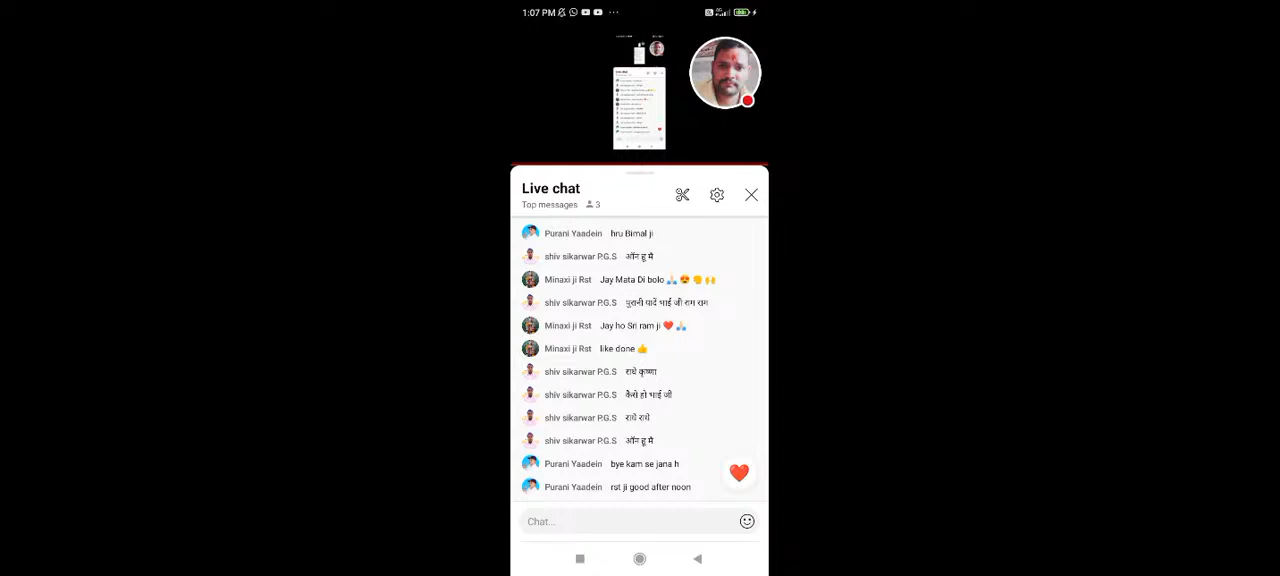 1:07 PM
Live chat
Top messages 3
Purani Yaadein hru Bimal ji
shiv sikarwar P.G.S ऑन हू मै
Minaxi ji Rst Jay Mata Di bolo 🙏😍👊🙌
shiv sikarwar P.G.S पुरानी यादें भाई जी राम राम
Minaxi ji Rst Jay ho Sri ram ji ❤️🙏
Minaxi ji Rst like done 👍
shiv sikarwar P.G.S राधे कृष्णा
shiv sikarwar P.G.S कैसे हो भाई जी
shiv sikarwar P.G.S राधे राधे
shiv sikarwar P.G.S ऑन हू मै
Purani Yaadein bye kam se jana h
Purani Yaadein rst ji good after noon
Chat...